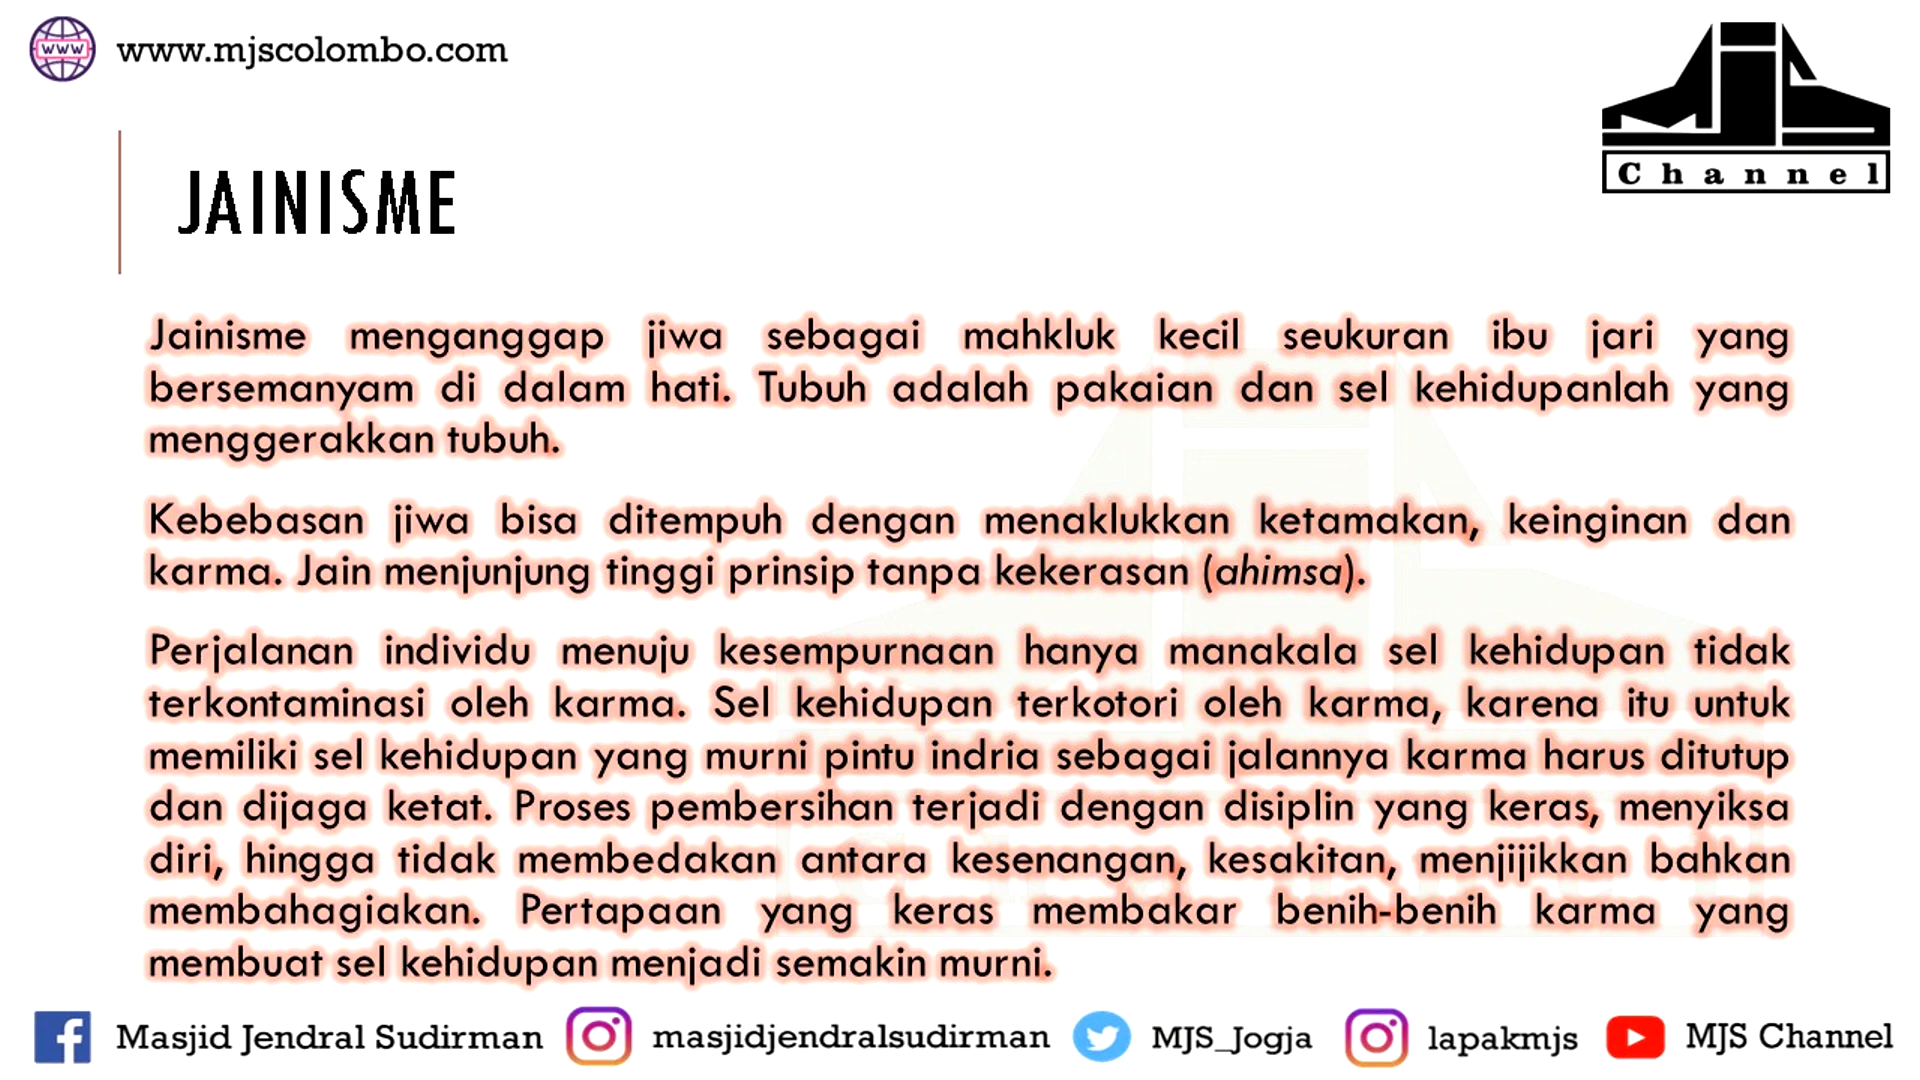 www
www.mjscolombo.com
MJS
Channel
JAINISME
Jainisme menganggap jiwa sebagai mahkluk kecil seukuran ibu jari yang
bersemanyam di dalam hati. Tubuh adalah pakaian dan sel kehidupanlah yang
menggerakkan tubuh.
Kebebasan jiwa bisa ditempuh dengan menaklukkan ketamakan, keinginan dan
karma. Jain menjunjung tinggi prinsip tanpa kekerasan (ahimsa).
Perjalanan individu menuju kesempurnaan hanya manakala sel kehidupan tidak
terkontaminasi oleh karma. Sel kehidupan terkotori oleh karma, karena itu untuk
memiliki sel kehidupan yang murni pintu indria sebagai jalannya karma harus ditutup
dan dijaga ketat. Proses pembersihan terjadi dengan disiplin yang keras, menyiksa
diri, hingga tidak membedakan antara kesenangan, kesakitan, menjijikkan bahkan
membahagiakan. Pertapaan yang keras membakar benih-benih karma yang
membuat sel kehidupan menjadi semakin murni.
Masjid Jendral Sudirman masjidjendralsudirman MJS_Jogja lapakmjs MJS Channel